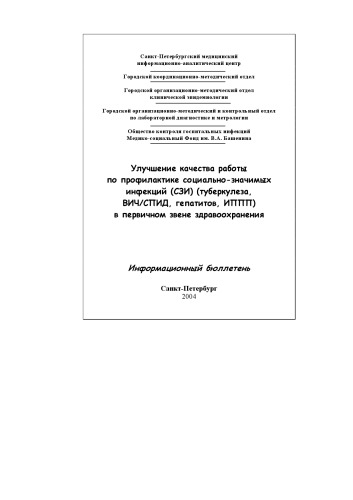 Санкт-Петербургский медицинский
информационно-аналитический центр
Городской координационно-методический отдел
Городской организационно-методический отдел
клинической эпидемиологии
Городской организационно-методический и контрольный отдел
по лабораторной диагностике и метрологии
Общество контроля госпитальных инфекций
Медико-социальный Фонд им. В.А. Башенина
Улучшение качества работы
по профилактике социально-значимых
инфекций (СЗИ) (туберкулеза,
ВИЧ/СПИД, гепатитов, ИППП)
в первичном звене здравоохранения
Информационный бюллетень
Санкт-Петербург
2004